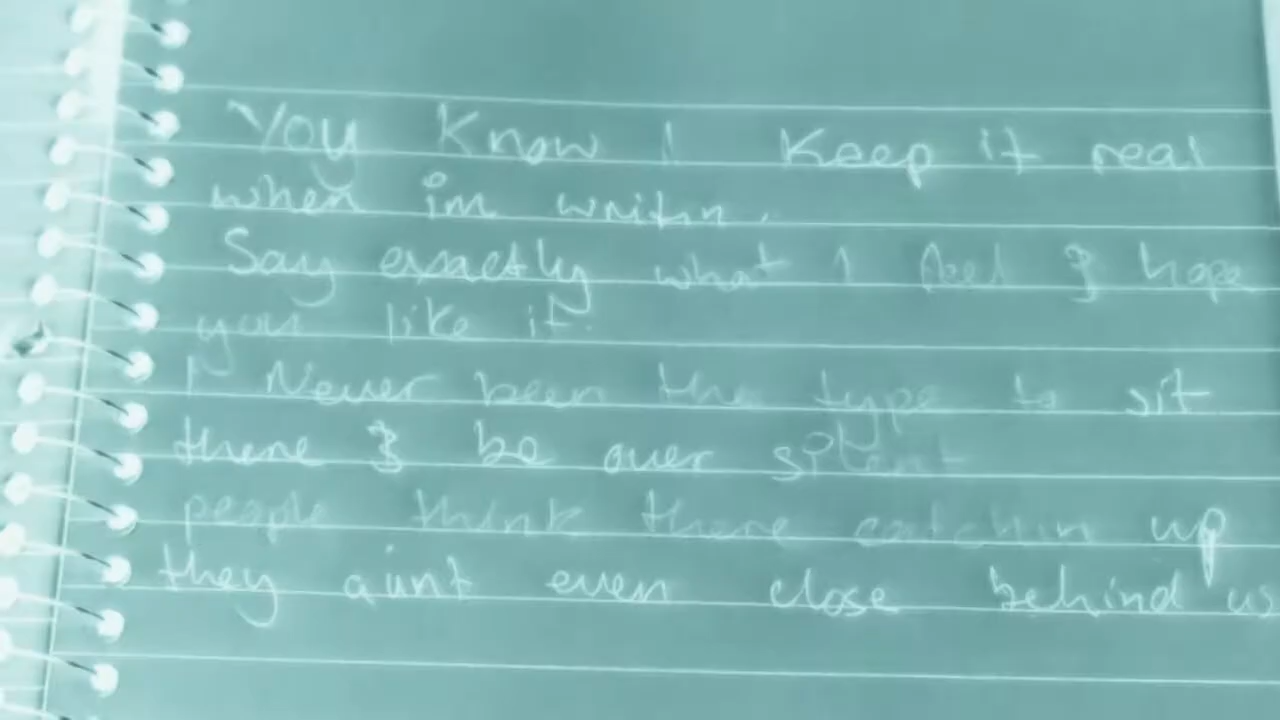 You Know I Keep it real
when im writin.
Say exactly what I feel & hope
you like it.
I Never been the type to sit
there & be over silent
people think there catchin up
they aint even close behind us